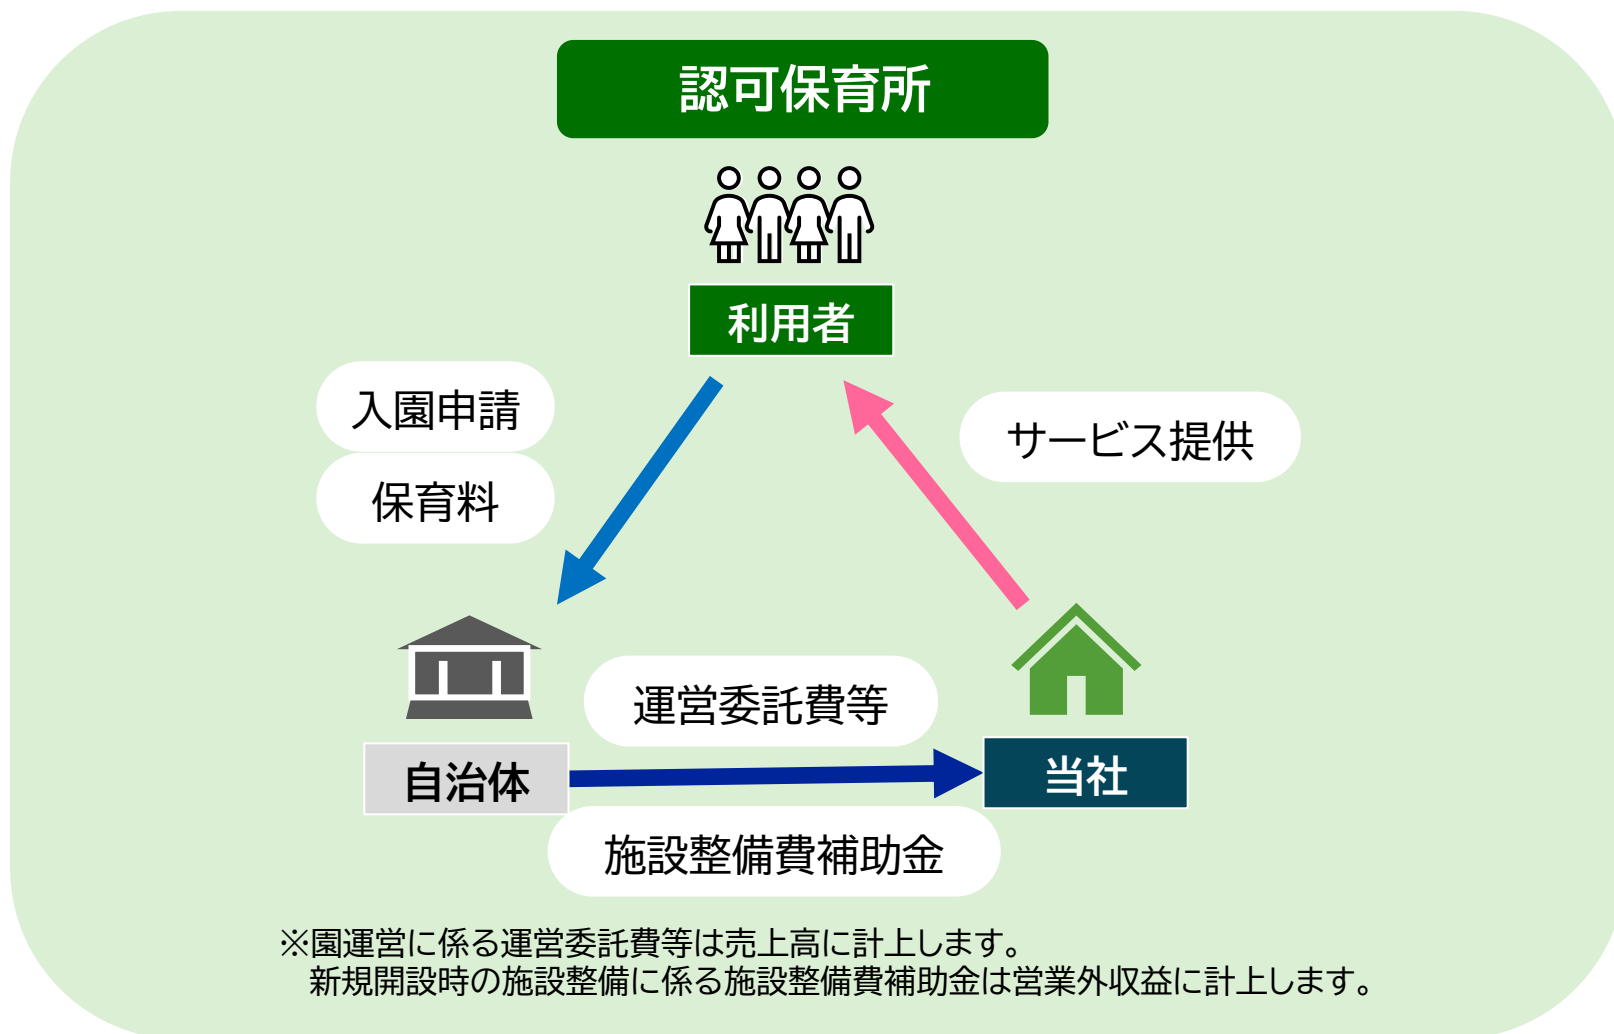 認可保育所
利用者
入園申請
保育料
サービス提供
運営委託費等
自治体
当社
施設整備費補助金
※園運営に係る運営委託費等は売上高に計上します。
新規開設時の施設整備に係る施設整備費補助金は営業外収益に計上します。